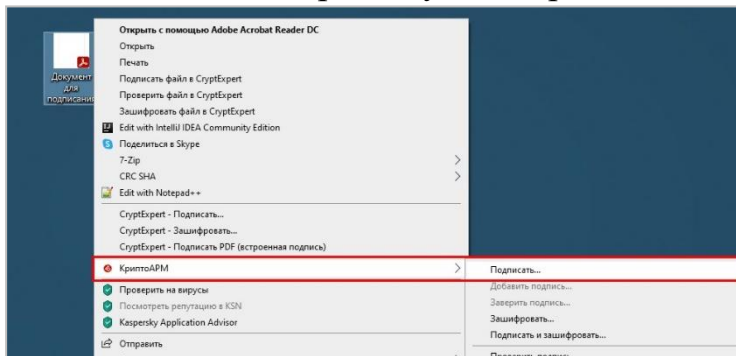 Документ
для
подписания
Открыть с помощью Adobe Acrobat Reader DC
Открыть
Печать
Подписать файл в CryptExpert
Проверить файл в CryptExpert
Зашифровать файл в CryptExpert
Edit with IntelliJ IDEA Community Edition
Поделиться в Skype
7-Zip
CRC SHA
Edit with Notepad++
CryptExpert - Подписать...
CryptExpert - Зашифровать...
CryptExpert - Подписать PDF (встроенная подпись)
КриптоАРМ
Проверить на вирусы
Посмотреть репутацию в KSN
Kaspersky Application Advisor
Отправить
Подписать...
Добавить подпись...
Заверить подпись...
Зашифровать...
Подписать и зашифровать...